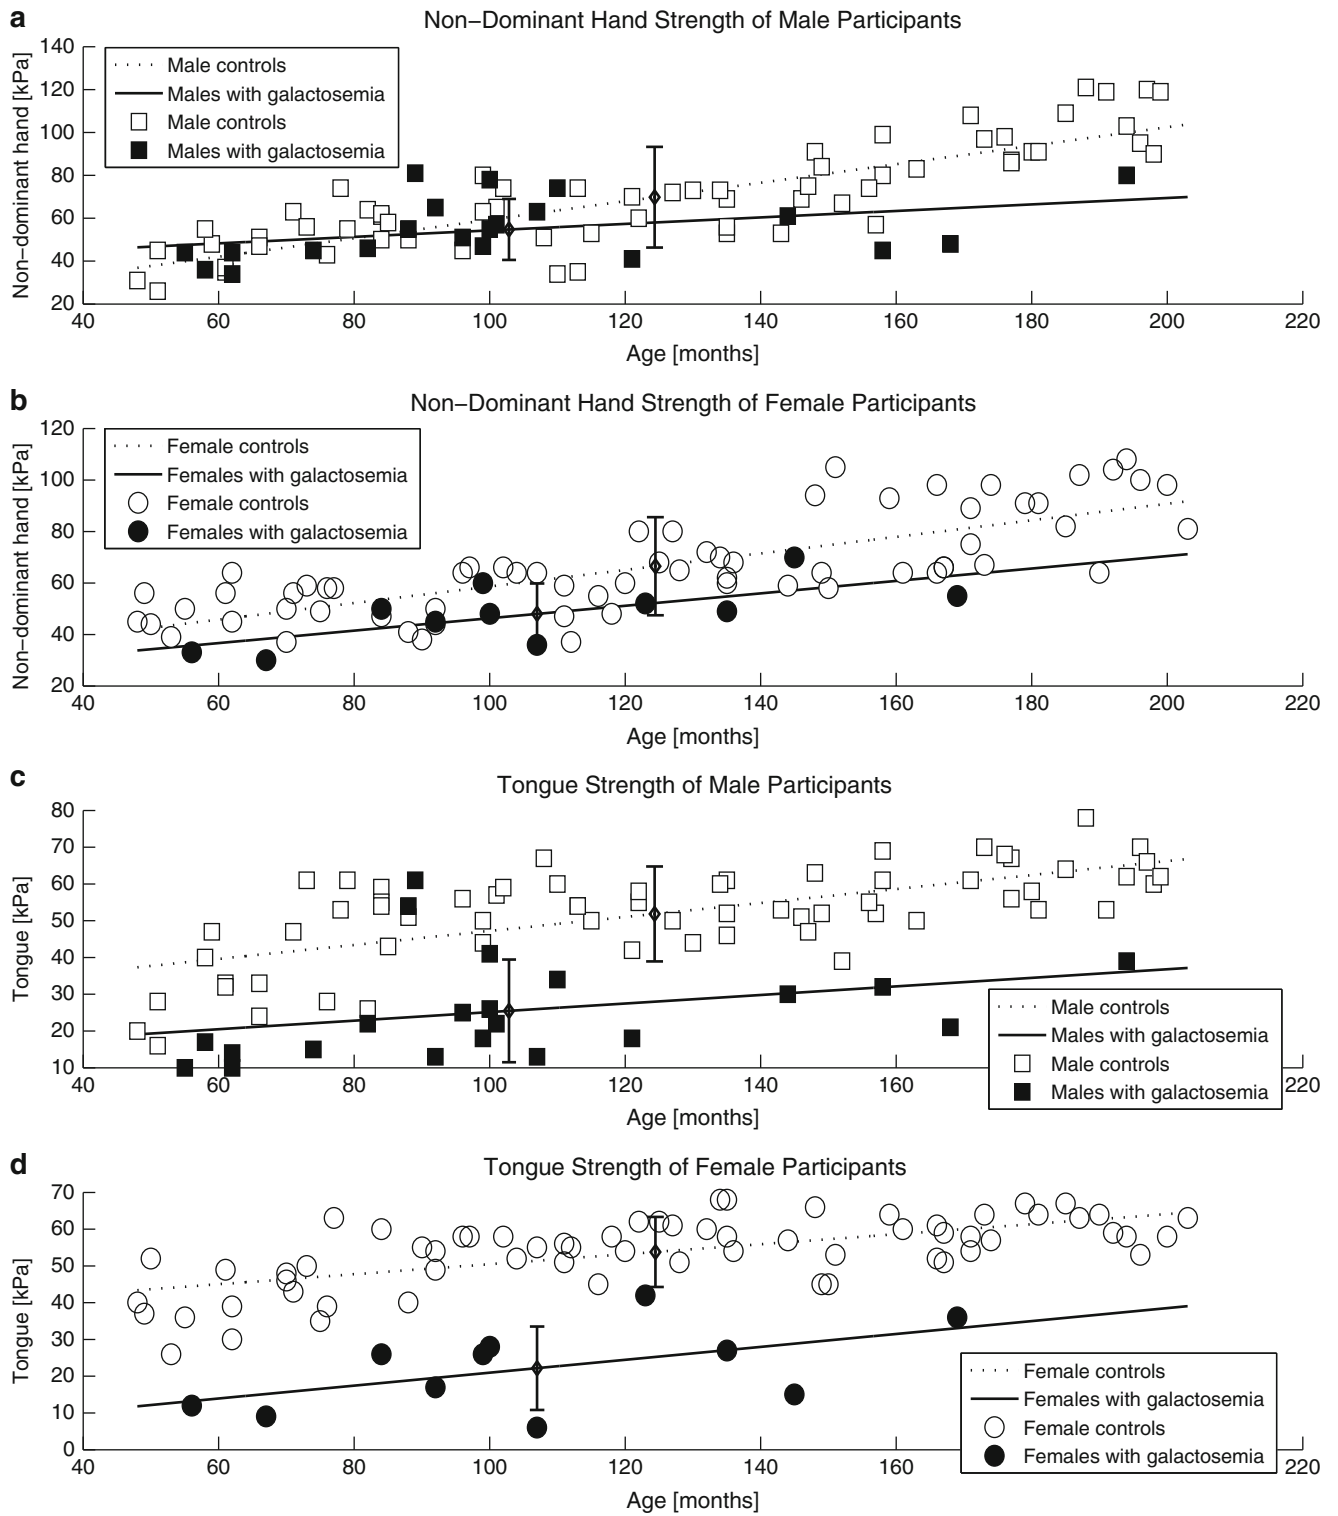 a
Non−Dominant Hand Strength of Male Participants
Non−dominant hand [kPa]
140
120
100
80
60
40
20
Male controls
Males with galactosemia
Male controls
Males with galactosemia
40 60 80 100 120 140 160 180 200 220
Age [months]
b
Non−Dominant Hand Strength of Female Participants
Non−dominant hand [kPa]
120
100
80
60
40
20
Female controls
Females with galactosemia
Female controls
Females with galactosemia
40 60 80 100 120 140 160 180 200 220
Age [months]
c
Tongue Strength of Male Participants
Tongue [kPa]
80
70
60
50
40
30
20
10
Male controls
Males with galactosemia
Male controls
Males with galactosemia
40 60 80 100 120 140 160 220
Age [months]
d
Tongue Strength of Female Participants
Tongue [kPa]
70
60
50
40
30
20
10
0
Female controls
Females with galactosemia
Female controls
Females with galactosemia
40 60 80 100 120 140 160 220
Age [months]